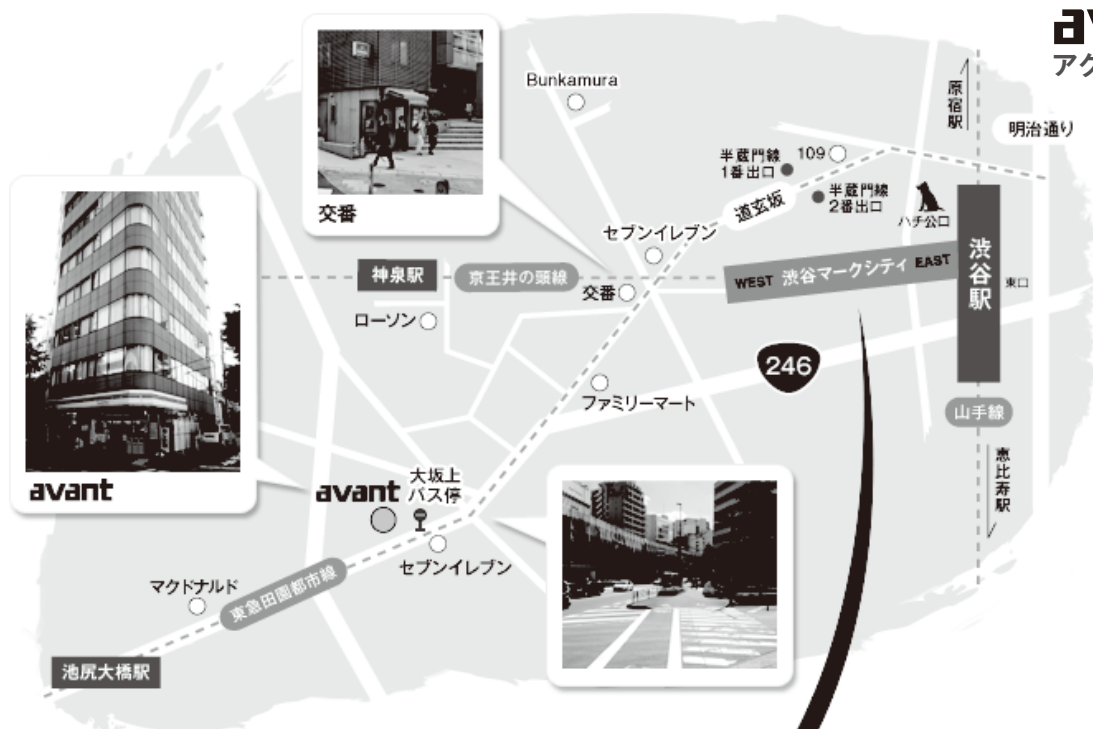 av
アク
原宿駅
明治通り
Bunkamura
半蔵門線
1番出口
109
半蔵門線
2番出口
道玄坂
ハチ公口
交番
セブンイレブン
渋谷駅
東口
WEST 渋谷マークシティ EAST
神泉駅
京王井の頭線
交番
ローソン
246
ファミリーマート
山手線
恵比寿駅
avant
avant
大坂上
バス停
セブンイレブン
マクドナルド
東急田園都市線
池尻大橋駅